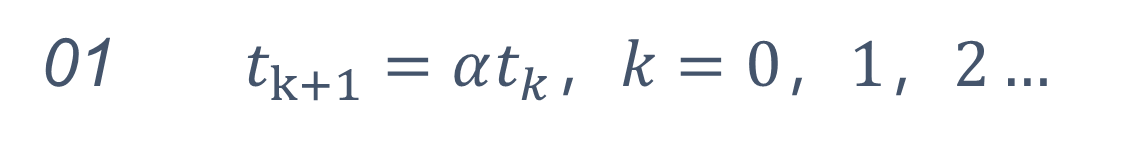 01 t_{k+1} = αt_k, k = 0, 1, 2 …